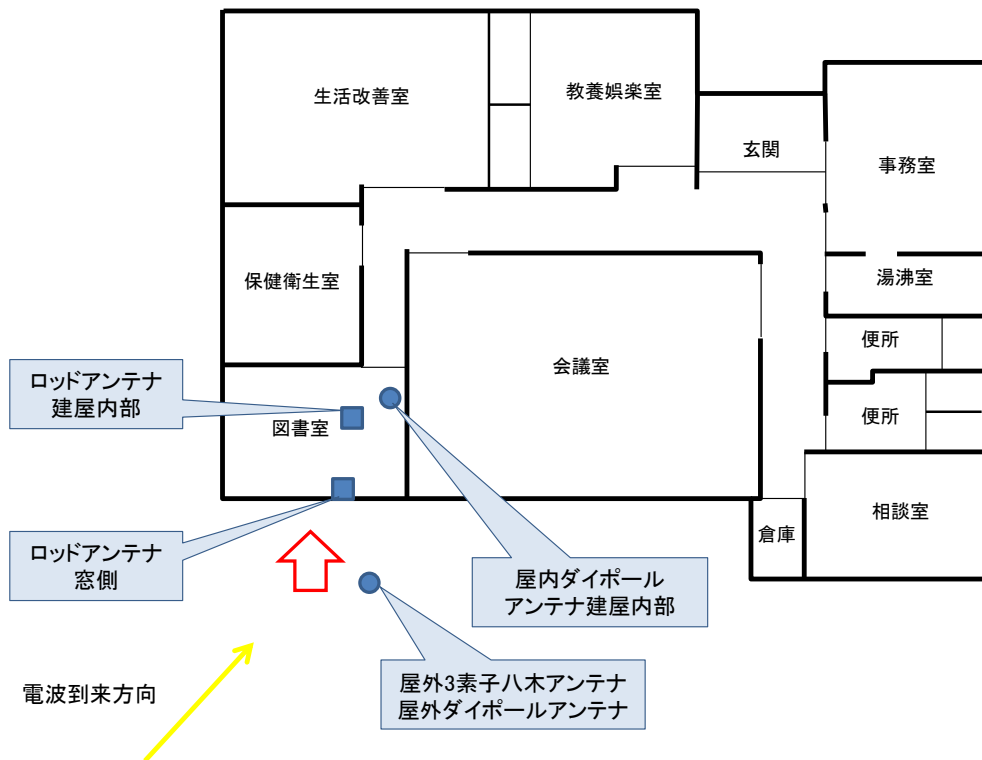 生活改善室
教養娯楽室
玄関
事務室
保健衛生室
湯沸室
会議室
便所
ロッドアンテナ
建屋内部
図書室
便所
相談室
倉庫
ロッドアンテナ
窓側
屋内ダイポール
アンテナ建屋内部
電波到来方向
屋外3素子八木アンテナ
屋外ダイポールアンテナ